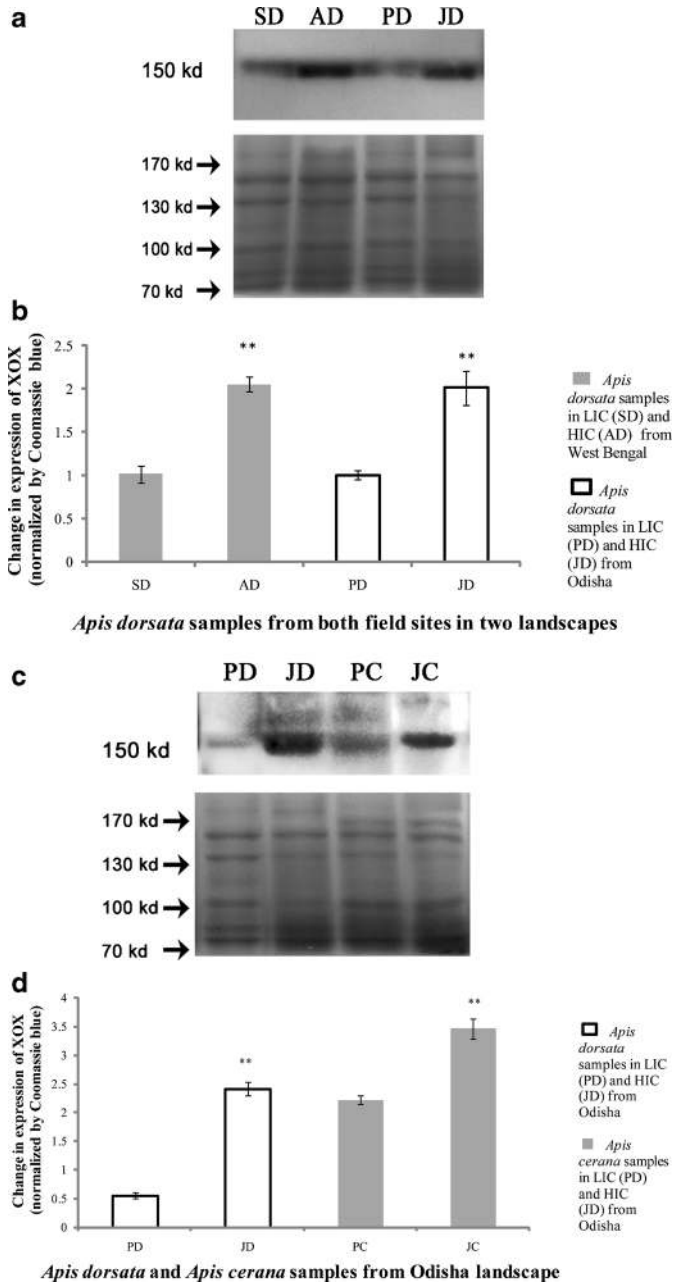 a
SD AD PD JD
150 kd
170 kd
130 kd
100 kd
70 kd
b
Change in expression of XOX
(normalized by Coomassie blue)
2.5
2
1.5
1
0.5
0
**
**
SD AD PD JD
Apis
dorsata samples
in LIC (SD) and
HIC (AD) from
West Bengal
Apis
dorsata
samples in LIC
(PD) and HIC
(JD) from
Odisha
Apis dorsata samples from both field sites in two landscapes
c
PD JD PC JC
150 kd
170 kd
130 kd
100 kd
70 kd
d
Change in expression of XOX
(normalized by Coomassie blue)
4
3.5
3
2.5
2
1.5
1
0.5
0
**
**
PD JD PC JC
Apis
dorsata
samples in LIC
(PD) and HIC
(JD) from
Odisha
Apis
cerana samples
in LIC (PD)
and HIC
(JD) from
Odisha
Apis dorsata and Apis cerana samples from Odisha landscape